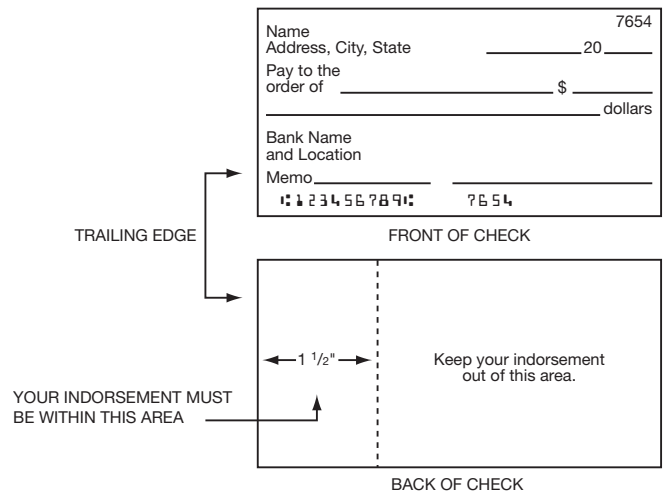 7654
Name
Address, City, State 20
Pay to the
order of $
dollars
Bank Name
and Location
Memo
⑆123456789⑆ 7654
TRAILING EDGE
FRONT OF CHECK
1 1/2"
Keep your indorsement
out of this area.
YOUR INDORSEMENT MUST
BE WITHIN THIS AREA
BACK OF CHECK